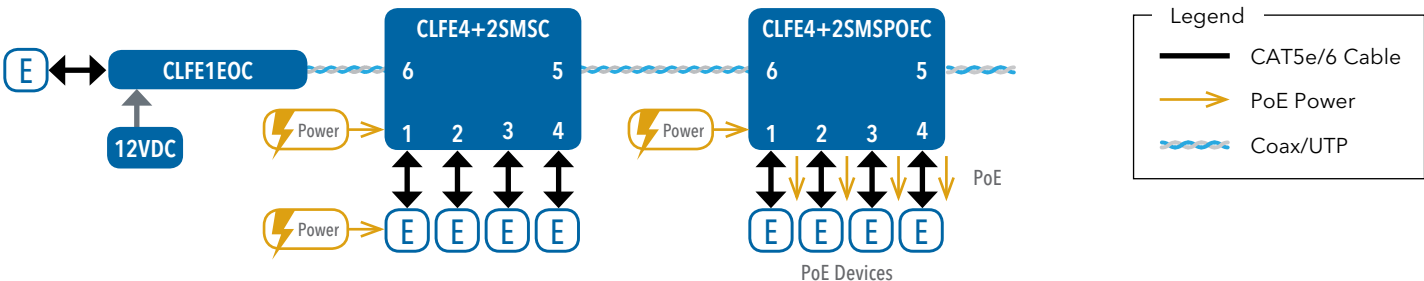 E
CLFE1EOC
12VDC
CLFE4+2SMSC
6 5
Power
1 2 3 4
Power
E E E E
CLFE4+2SMSPOEC
6 5
Power
1 2 3 4
PoE
E E E E
PoE Devices
Legend
CAT5e/6 Cable
PoE Power
Coax/UTP